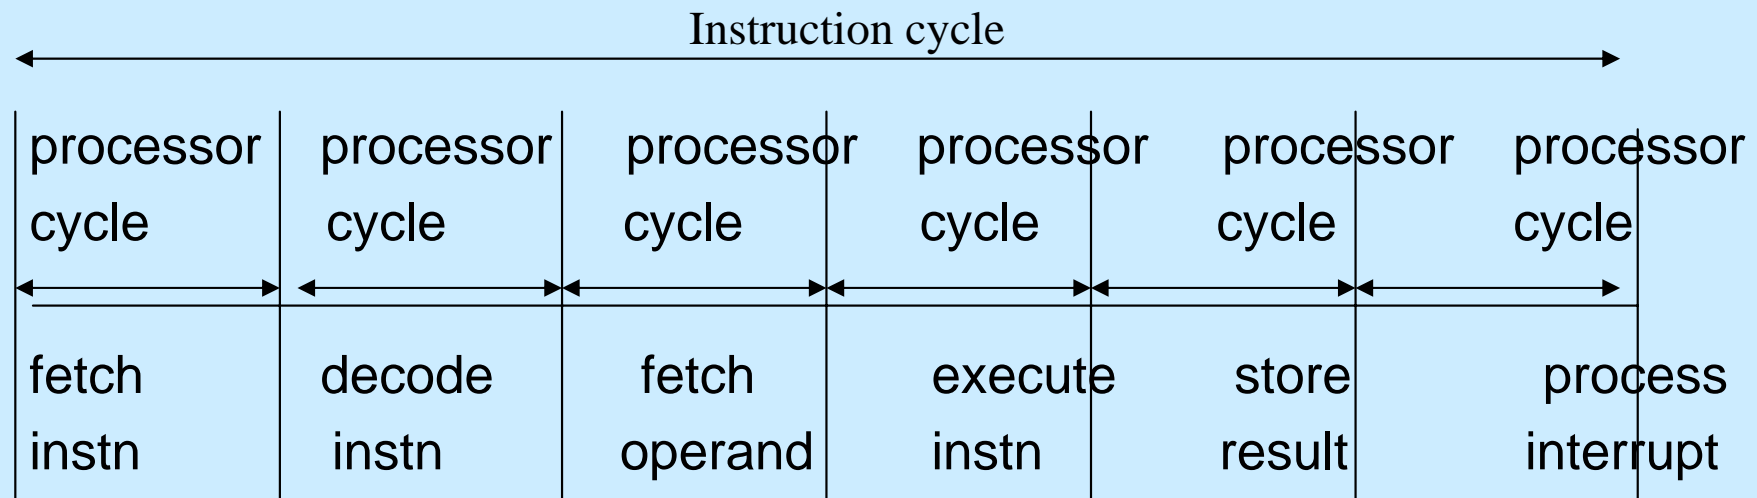 Instruction cycle
processor processor processor processor processor processor
cycle cycle cycle cycle cycle cycle
fetch decode fetch execute store process
instn instn operand instn result interrupt